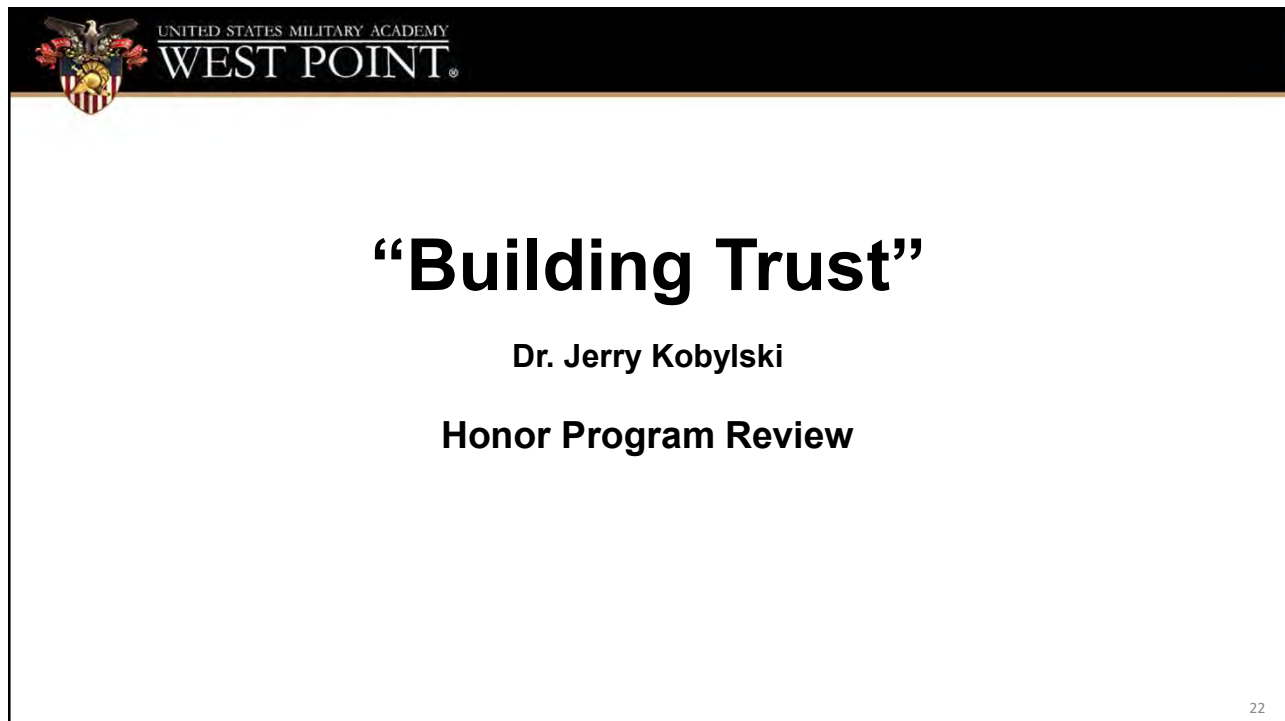 UNITED STATES MILITARY ACADEMY
WEST POINT®
“Building Trust”
Dr. Jerry Kobylski
Honor Program Review
22